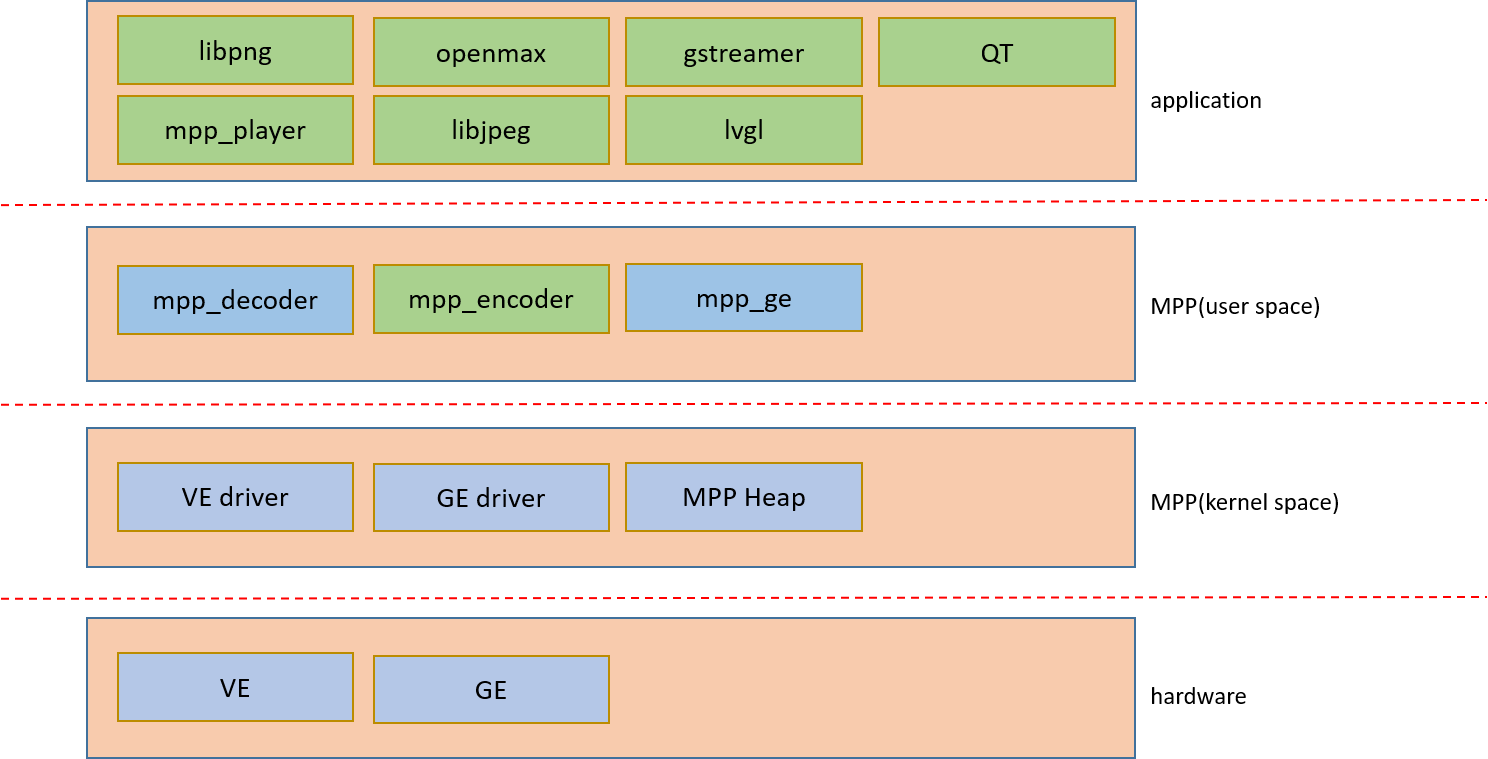 libpng
openmax
gstreamer
QT
mpp_player
libjpeg
lvgl
application
mpp_decoder
mpp_encoder
mpp_ge
MPP(user space)
VE driver
GE driver
MPP Heap
MPP(kernel space)
VE
GE
hardware